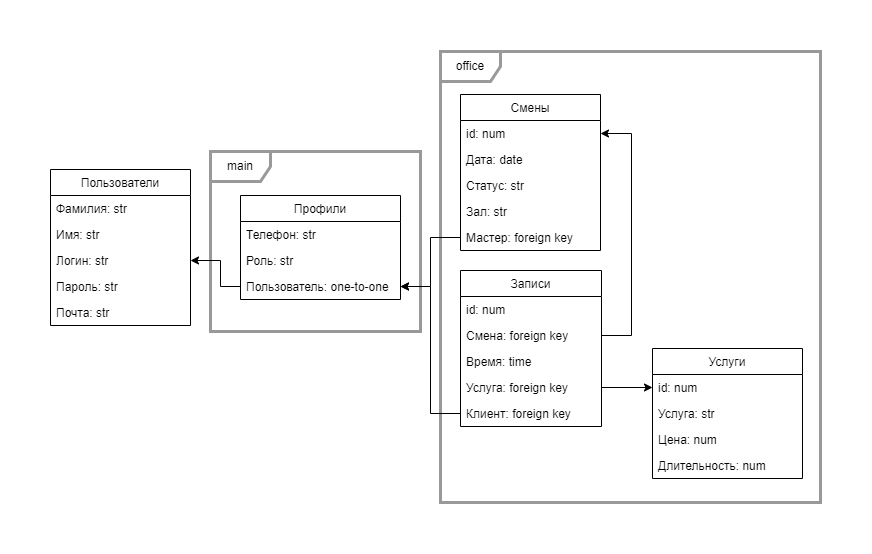 Пользователи
Фамилия: str
Имя: str
Логин: str
Пароль: str
Почта: str
main
Профили
Телефон: str
Роль: str
Пользователь: one-to-one
office
Смены
id: num
Дата: date
Статус: str
Зал: str
Мастер: foreign key
Записи
id: num
Смена: foreign key
Время: time
Услуга: foreign key
Клиент: foreign key
Услуги
id: num
Услуга: str
Цена: num
Длительность: num